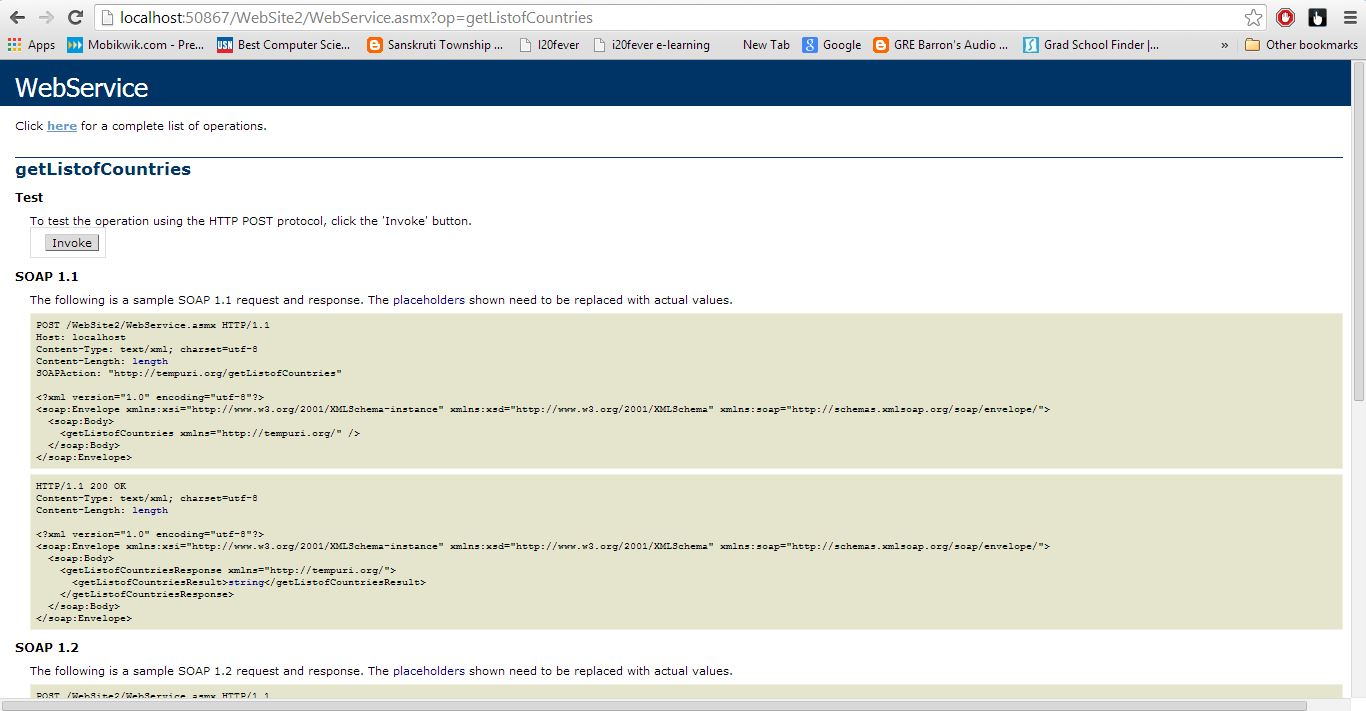 localhost:50867/WebSite2/WebService.asmx?op=getListofCountries
Apps Mobikwik.com - Pre... USN Best Computer Scie... Sanskruti Township ... I20fever i20fever e-learning New Tab Google GRE Barron's Audio ... Grad School Finder |... » Other bookmarks
WebService
Click here for a complete list of operations.
getListofCountries
Test
To test the operation using the HTTP POST protocol, click the 'Invoke' button.
Invoke
SOAP 1.1
The following is a sample SOAP 1.1 request and response. The placeholders shown need to be replaced with actual values.
POST /WebSite2/WebService.asmx HTTP/1.1
Host: localhost
Content-Type: text/xml; charset=utf-8
Content-Length: length
SOAPAction: "http://tempuri.org/getListofCountries"
<?xml version="1.0" encoding="utf-8"?>
<soap:Envelope xmlns:xsi="http://www.w3.org/2001/XMLSchema-instance" xmlns:xsd="http://www.w3.org/2001/XMLSchema" xmlns:soap="http://schemas.xmlsoap.org/soap/envelope/">
<soap:Body>
<getListofCountries xmlns="http://tempuri.org/" />
</soap:Body>
</soap:Envelope>
HTTP/1.1 200 OK
Content-Type: text/xml; charset=utf-8
Content-Length: length
<?xml version="1.0" encoding="utf-8"?>
<soap:Envelope xmlns:xsi="http://www.w3.org/2001/XMLSchema-instance" xmlns:xsd="http://www.w3.org/2001/XMLSchema" xmlns:soap="http://schemas.xmlsoap.org/soap/envelope/">
<soap:Body>
<getListofCountriesResponse xmlns="http://tempuri.org/">
<getListofCountriesResult>string</getListofCountriesResult>
</getListofCountriesResponse>
</soap:Body>
</soap:Envelope>
SOAP 1.2
The following is a sample SOAP 1.2 request and response. The placeholders shown need to be replaced with actual values.
POST /WebSite2/WebService.asmx HTTP/1.1